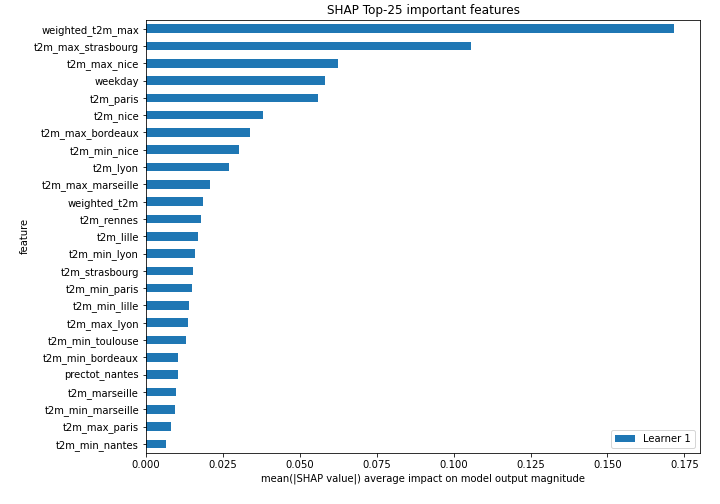 SHAP Top-25 important features
weighted_t2m_max
t2m_max_strasbourg
t2m_max_nice
weekday
t2m_paris
t2m_nice
t2m_max_bordeaux
t2m_min_nice
t2m_lyon
t2m_max_marseille
weighted_t2m
t2m_rennes
t2m_lille
t2m_min_lyon
t2m_strasbourg
t2m_min_paris
t2m_min_lille
t2m_max_lyon
t2m_min_toulouse
t2m_min_bordeaux
prectot_nantes
t2m_marseille
t2m_min_marseille
t2m_max_paris
t2m_min_nantes
feature
Learner 1
0.000 0.025 0.050 0.075 0.100 0.125 0.150 0.175
mean(|SHAP value|) average impact on model output magnitude